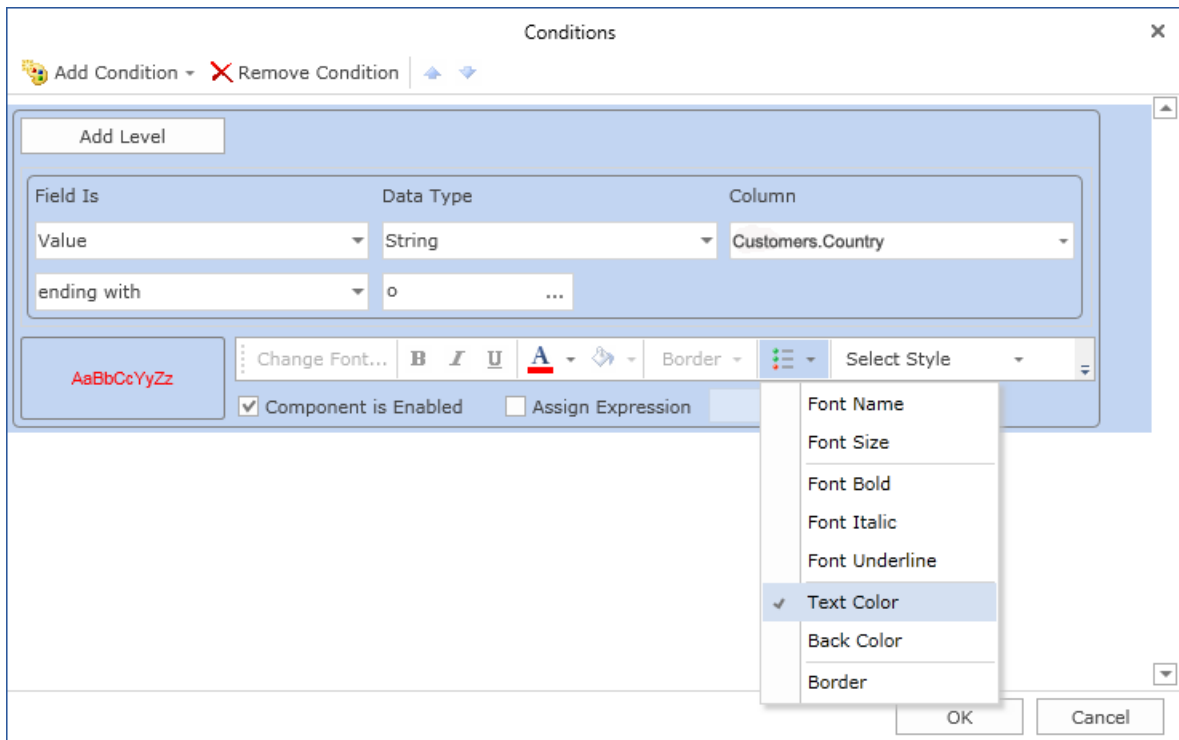 Conditions
Add Condition Remove Condition
Add Level
Field Is Data Type Column
Value String Customers.Country
ending with o ...
AaBbCcYyZz
Change Font... B I U A Border Select Style
Component is Enabled Assign Expression
Font Name
Font Size
Font Bold
Font Italic
Font Underline
Text Color
Back Color
Border
OK Cancel